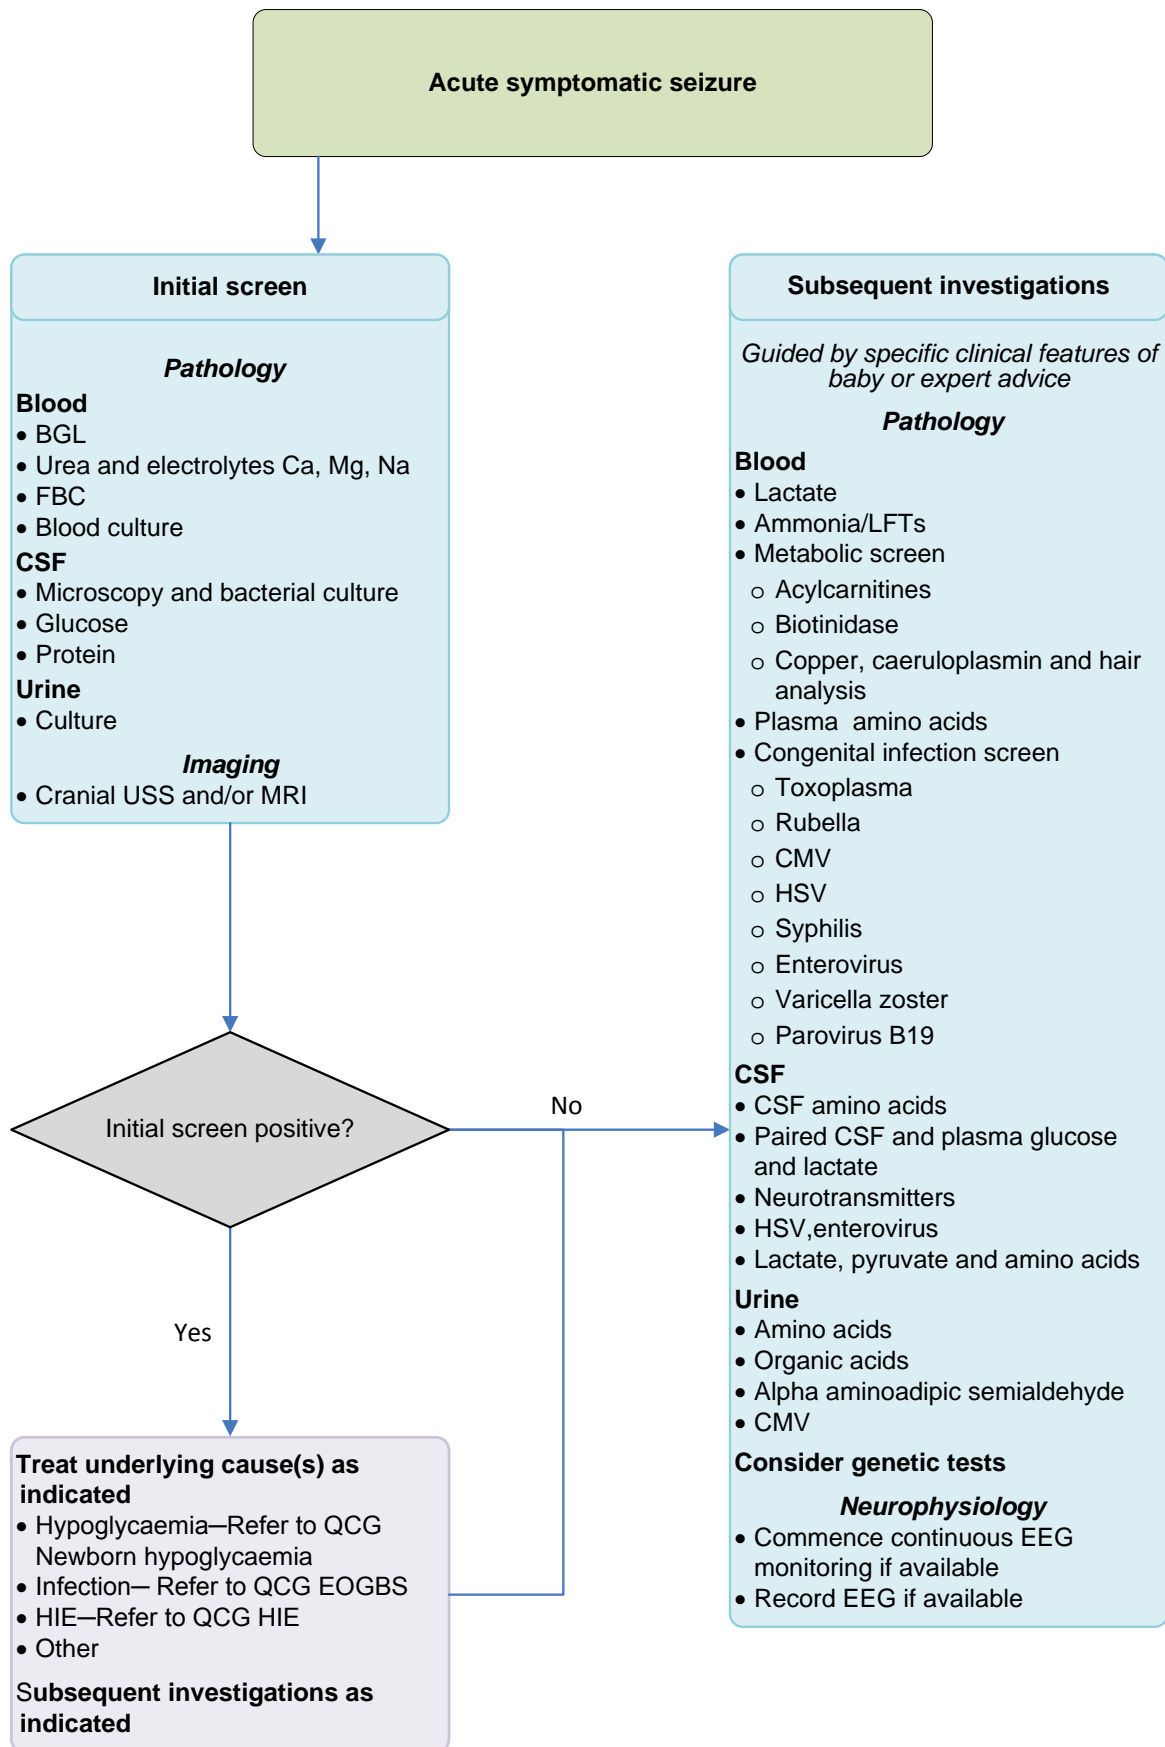 Acute symptomatic seizure
Initial screen
Pathology
Blood
• BGL
• Urea and electrolytes Ca, Mg, Na
• FBC
• Blood culture
CSF
• Microscopy and bacterial culture
• Glucose
• Protein
Urine
• Culture
Imaging
• Cranial USS and/or MRI
Initial screen positive?
No
Yes
Treat underlying cause(s) as
indicated
• Hypoglycaemia—Refer to QCG
Newborn hypoglycaemia
• Infection— Refer to QCG EOGBS
• HIE—Refer to QCG HIE
• Other
Subsequent investigations as
indicated
Subsequent investigations
Guided by specific clinical features of
baby or expert advice
Pathology
Blood
• Lactate
• Ammonia/LFTs
• Metabolic screen
o Acylcarnitines
o Biotinidase
o Copper, caeruloplasmin and hair
analysis
• Plasma  amino acids
• Congenital infection screen
o Toxoplasma
o Rubella
o CMV
o HSV
o Syphilis
o Enterovirus
o Varicella zoster
o Parovirus B19
CSF
• CSF amino acids
• Paired CSF and plasma glucose
and lactate
• Neurotransmitters
• HSV,enterovirus
• Lactate, pyruvate and amino acids
Urine
• Amino acids
• Organic acids
• Alpha aminoadipic semialdehyde
• CMV
Consider genetic tests
Neurophysiology
• Commence continuous EEG
monitoring if available
• Record EEG if available